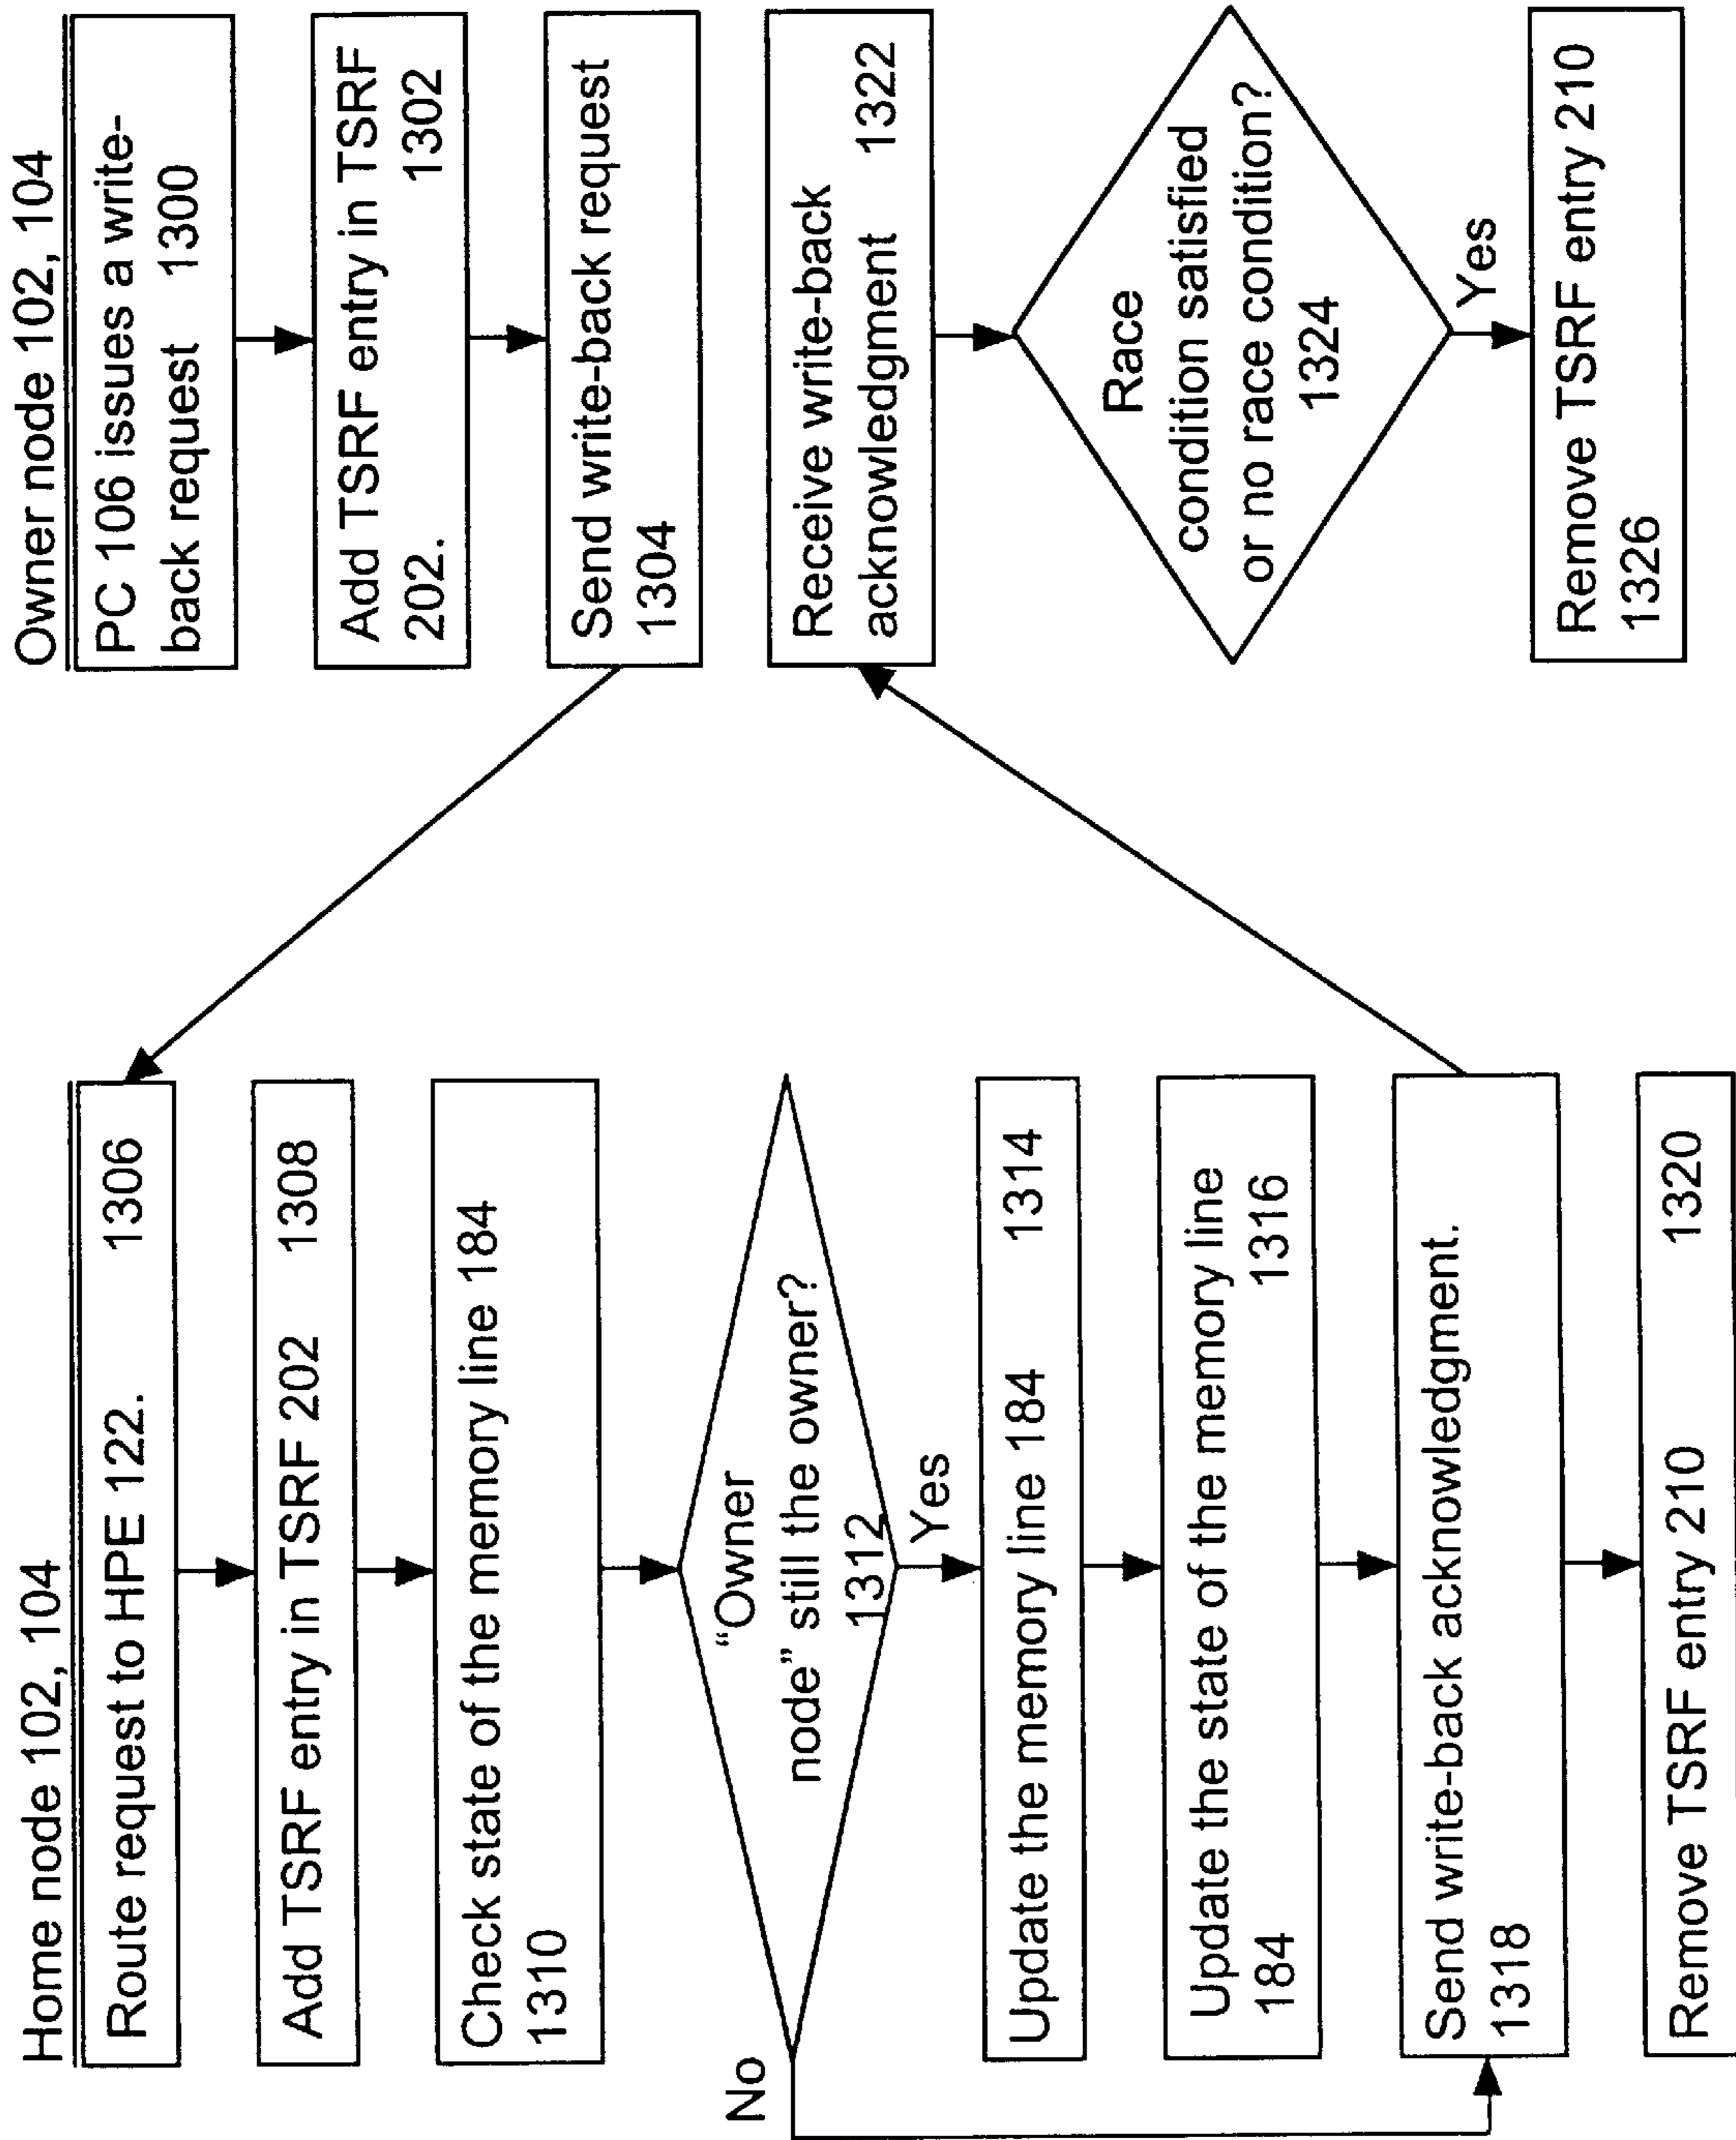 Home node 102, 104
Route request to HPE 122. 1306
Add TSRF entry in TSRF 202 1308
Check state of the memory line 184
1310
"Owner
node" still the owner?
1312
No
Yes
Update the memory line 184 1314
Update the state of the memory line
184 1316
Send write-back acknowledgment.
1318
Remove TSRF entry 210 1320
Owner node 102, 104
PC 106 issues a write-
back request 1300
Add TSRF entry in TSRF
202. 1302
Send write-back request
1304
Receive write-back
acknowledgment 1322
Race
condition satisfied
or no race condition?
1324
Yes
Remove TSRF entry 210
1326